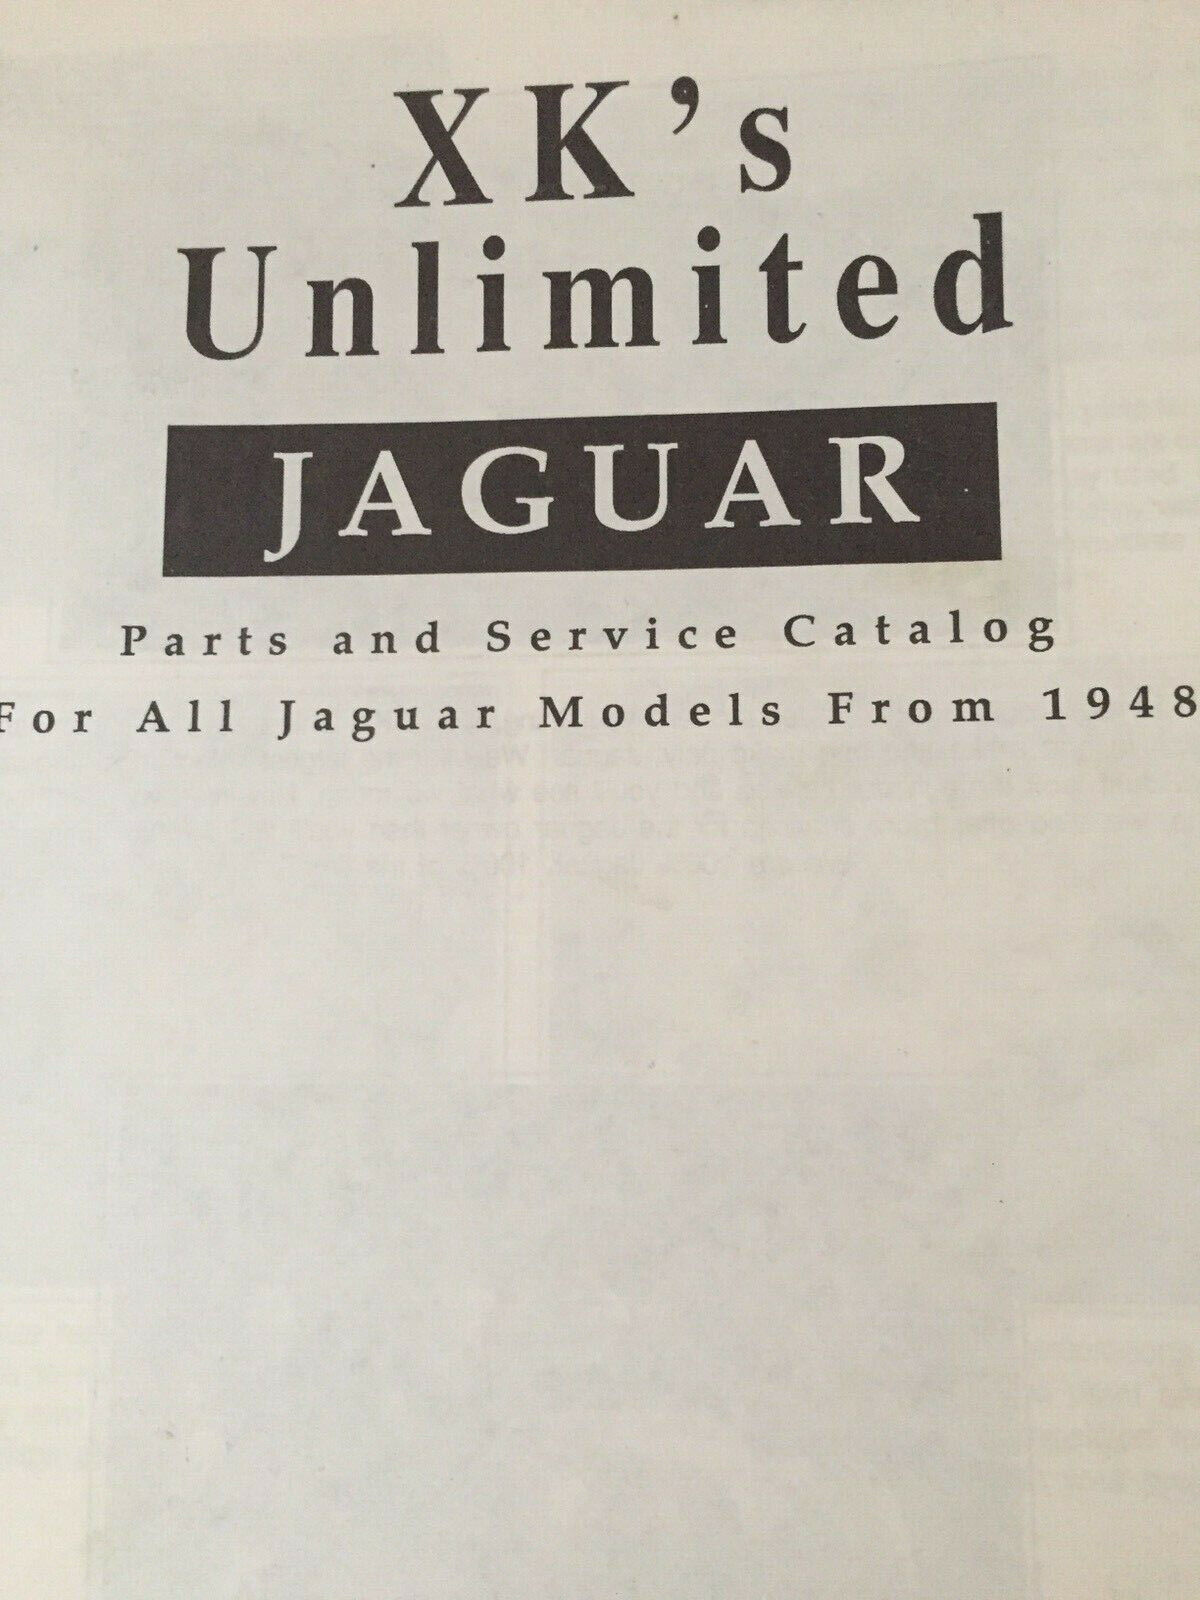 XK's
Unlimited
JAGUAR
Parts and Service Catalog
For All Jaguar Models From 1948